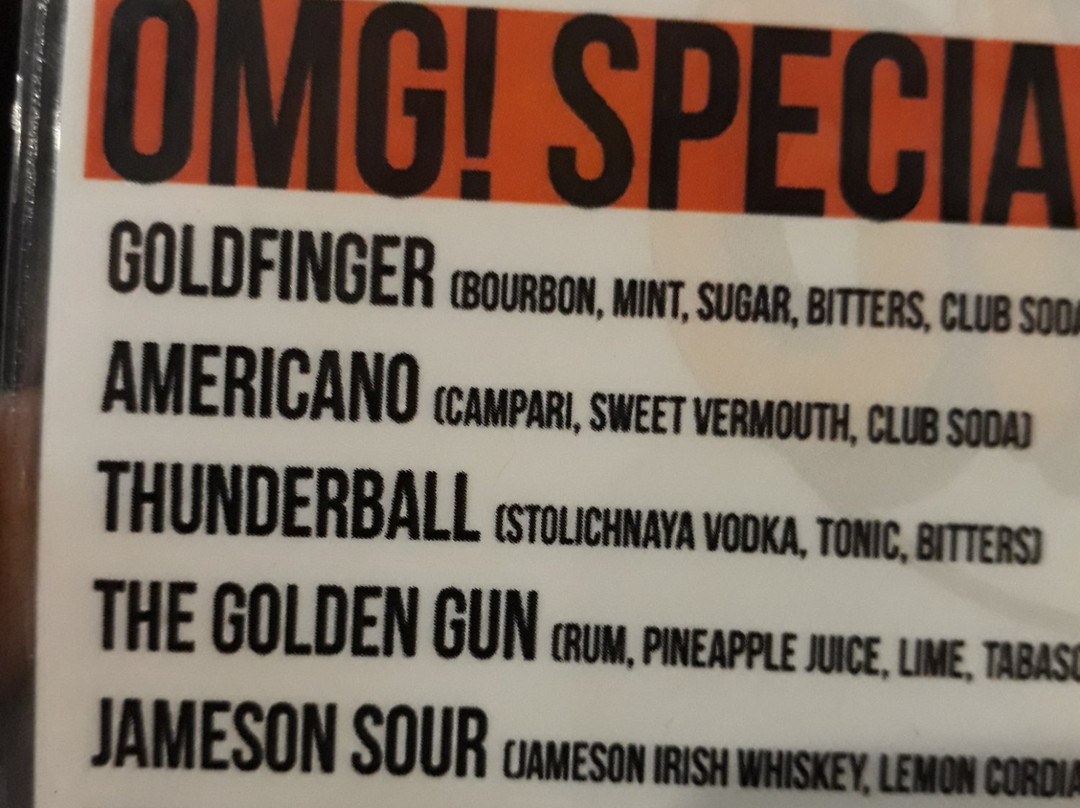 OMG! SPECIA
GOLDFINGER (BOURBON, MINT, SUGAR, BITTERS, CLUB SODA
AMERICANO (CAMPARI, SWEET VERMOUTH, CLUB SODA)
THUNDERBALL (STOLICHNAYA VODKA, TONIC, BITTERS)
THE GOLDEN GUN (RUM, PINEAPPLE JUICE, LIME, TABASC
JAMESON SOUR (JAMESON IRISH WHISKEY, LEMON CORDIA